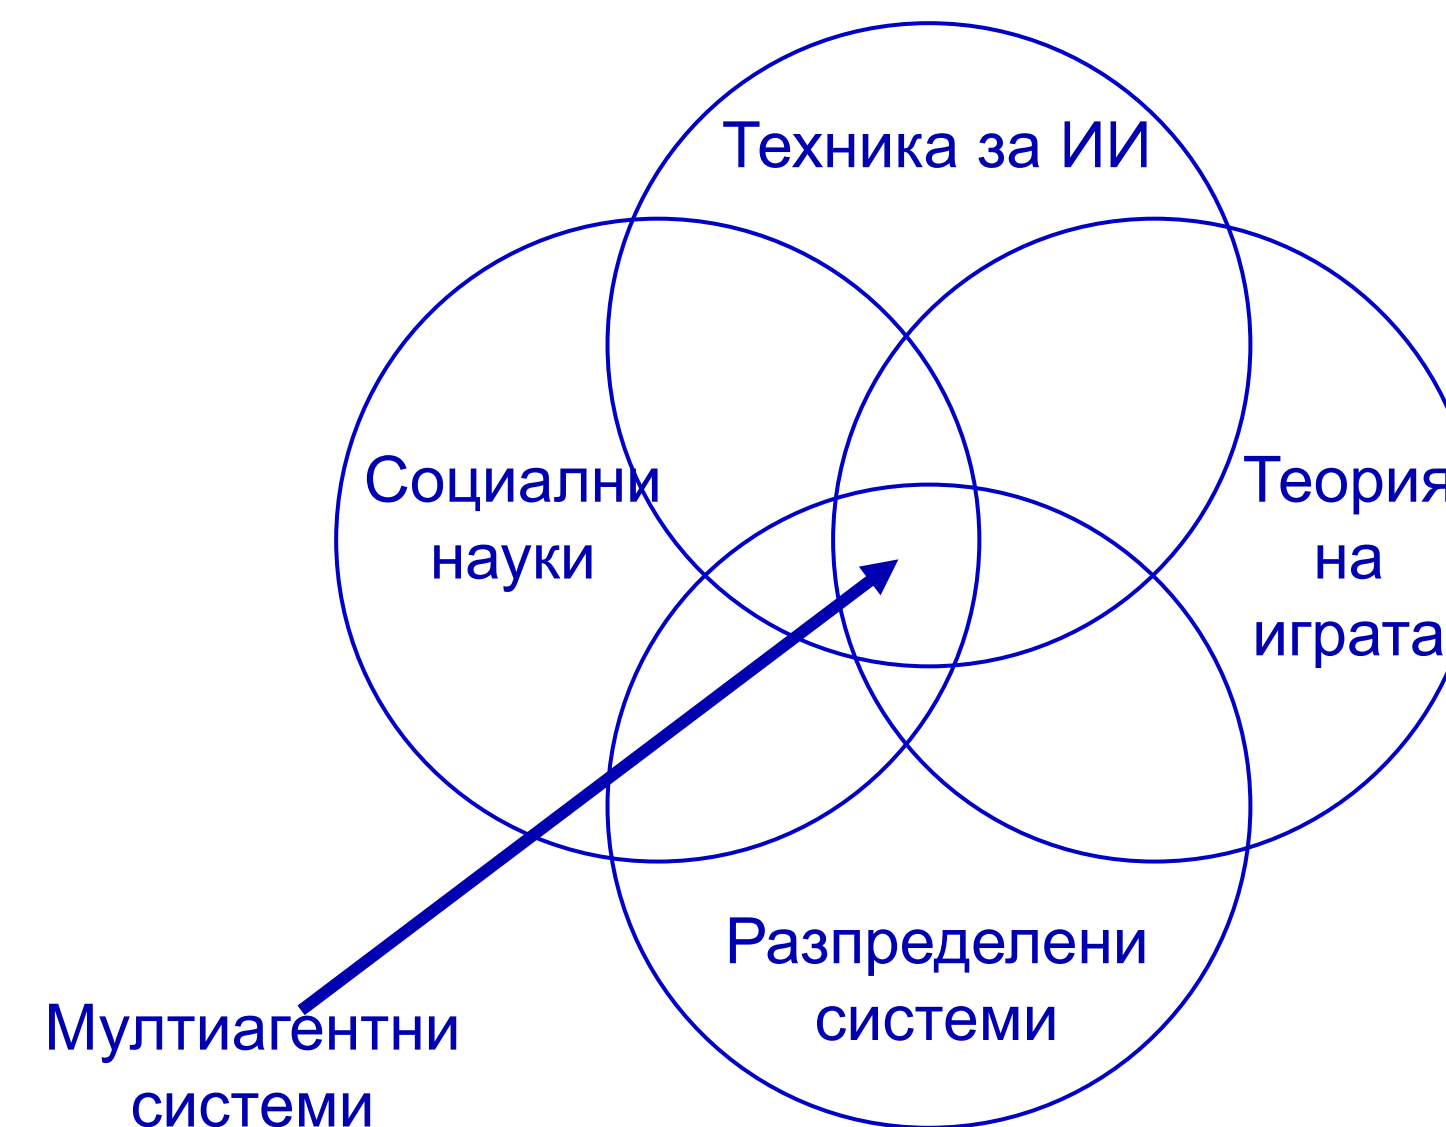 Техника за ИИ
Социални
науки
Теория
на
играта
Разпределени
системи
Мултиагентни
системи